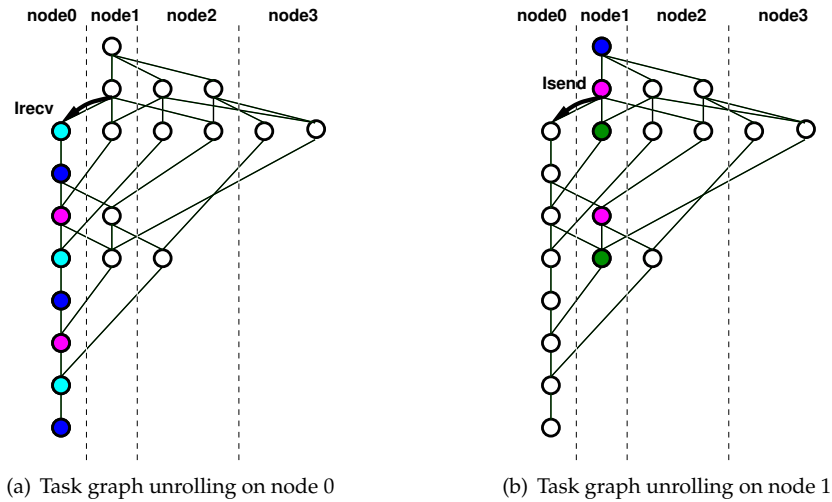 node0 node1 node2 node3
Irecv
(a) Task graph unrolling on node 0
node0 node1 node2 node3
Isend
(b) Task graph unrolling on node 1